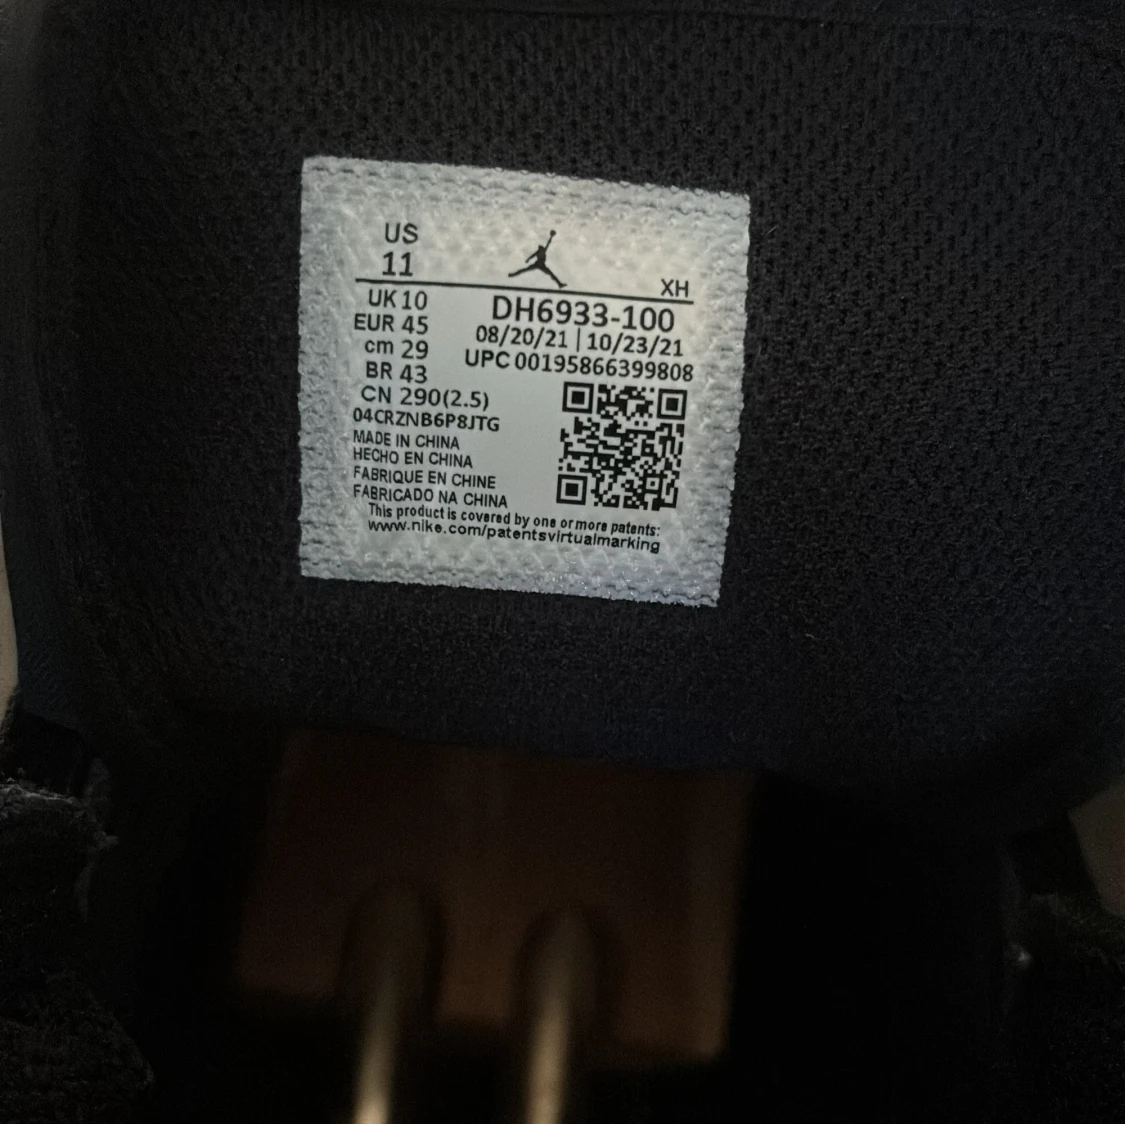 US
11
XH
UK 10
EUR 45
cm 29
BR 43
CN 290(2.5)
DH6933-100
08/20/21 | 10/23/21
UPC 00195866399808
04CRZNB6P8JTG
MADE IN CHINA
HECHO EN CHINA
FABRIQUE EN CHINE
FABRICADO NA CHINA
This product is covered by one or more patents:
www.nike.com/patentsvirtualmarking